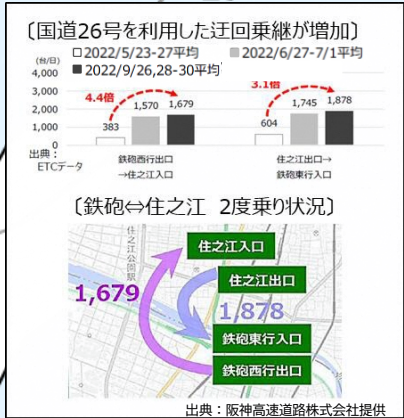 〔国道26号を利用した迂回乗継が増加〕
(台/日)
□2022/5/23-27平均 ■2022/6/27-7/1平均
■2022/9/26,28-30平均
4,000
3,000
2,000
1,000
0
4.4倍
383
1,570
1,679
3.1倍
604
1,745
1,878
鉄砲西行出口
→住之江入口
住之江出口→
鉄砲東行入口
出典：
ETCデータ
〔鉄砲⇔住之江 2度乗り状況〕
住之江公園駅
住之江入口
住之江出口
1,679
1,878
鉄砲東行入口
鉄砲西行出口
出典：阪神高速道路株式会社提供